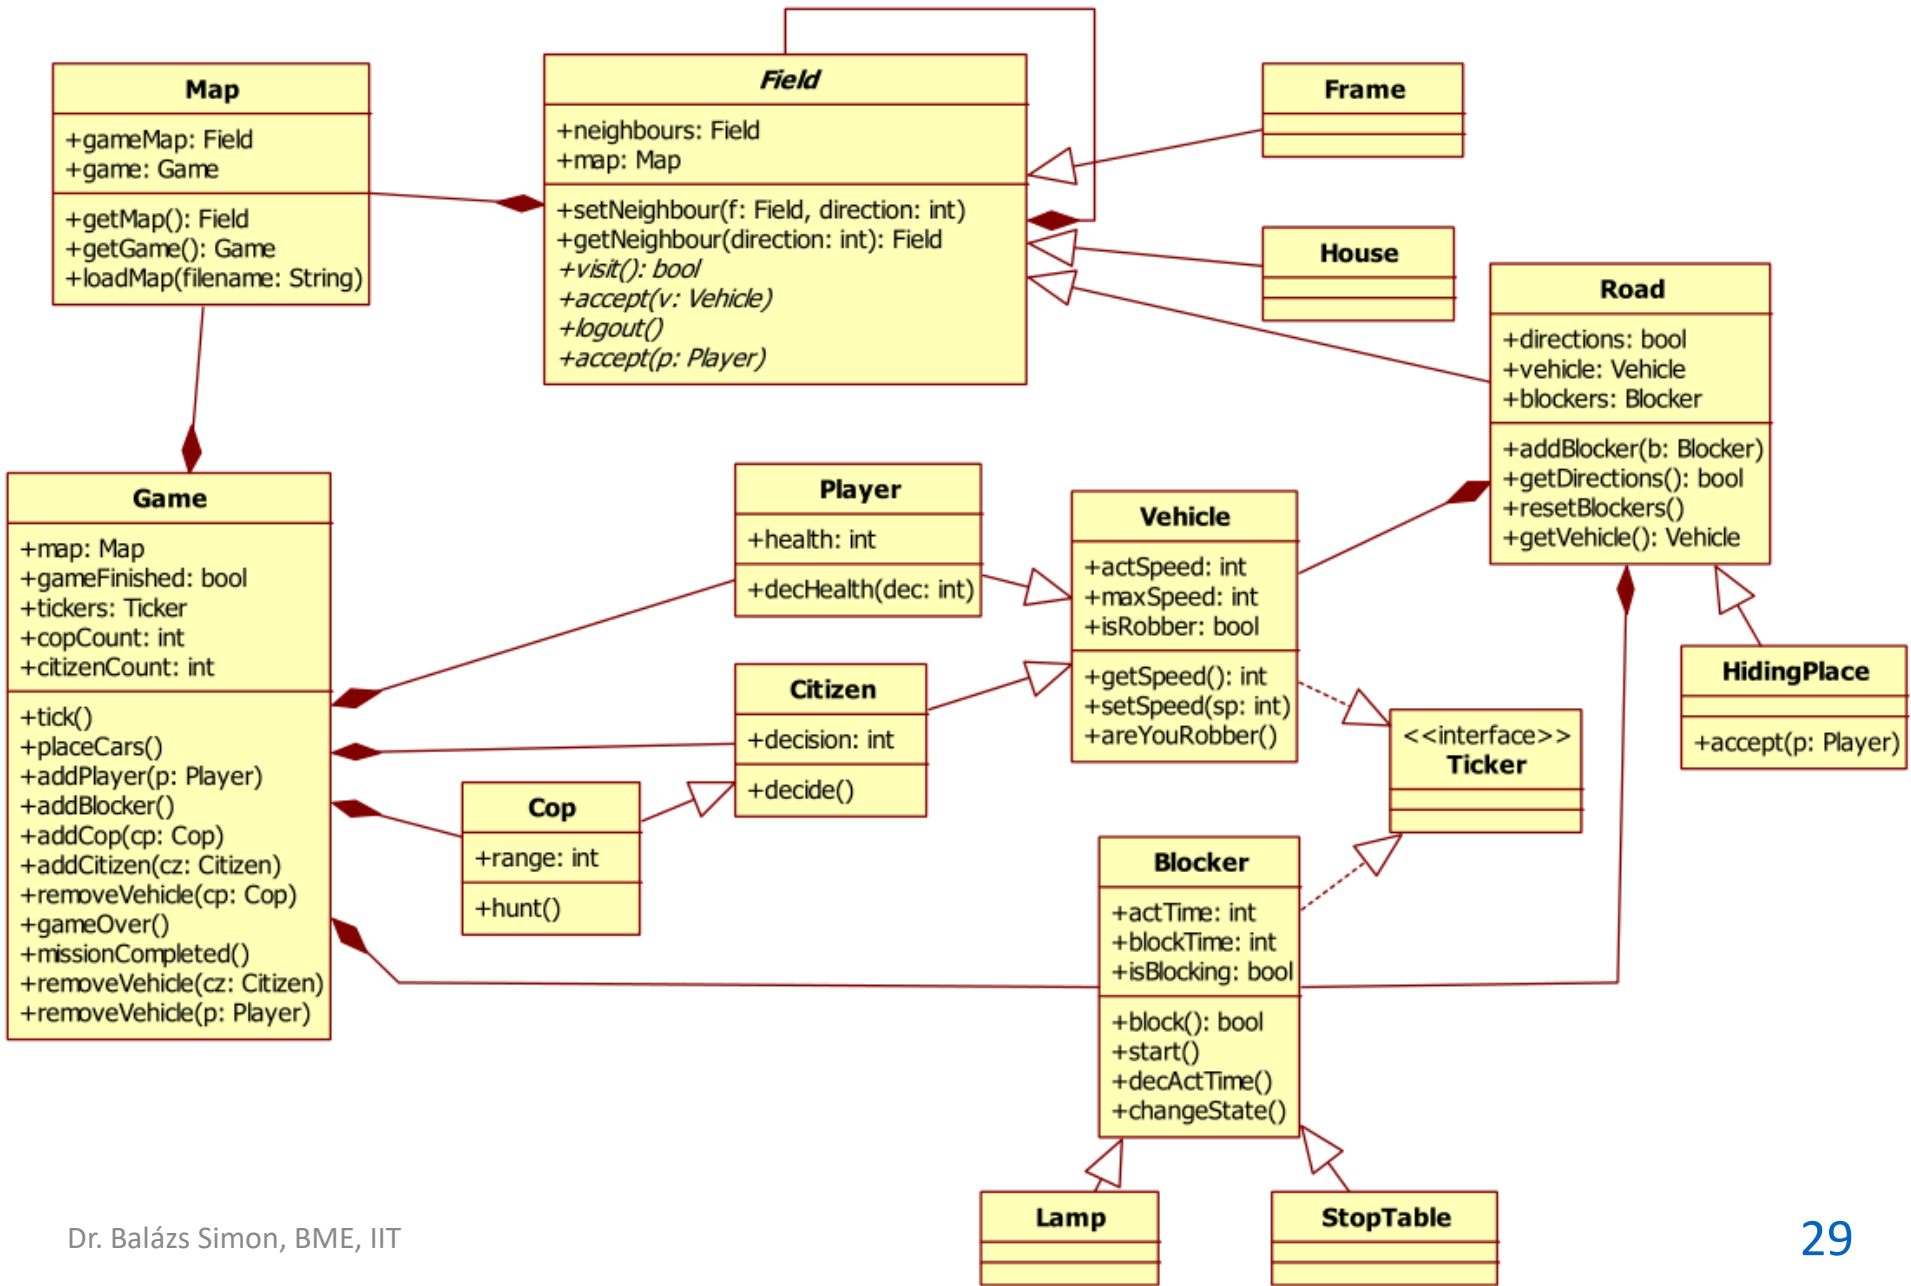 Map
+gameMap: Field
+game: Game
+getMap(): Field
+getGame(): Game
+loadMap(filename: String)
Field
+neighbours: Field
+map: Map
+setNeighbour(f: Field, direction: int)
+getNeighbour(direction: int): Field
+visit(): bool
+accept(v: Vehicle)
+logout()
+accept(p: Player)
Frame
House
Road
+directions: bool
+vehicle: Vehicle
+blockers: Blocker
+addBlocker(b: Blocker)
+getDirections(): bool
+resetBlockers()
+getVehicle(): Vehicle
Game
+map: Map
+gameFinished: bool
+tickers: Ticker
+copCount: int
+citizenCount: int
+tick()
+placeCars()
+addPlayer(p: Player)
+addBlocker()
+addCop(cp: Cop)
+addCitizen(cz: Citizen)
+removeVehicle(cp: Cop)
+gameOver()
+missionCompleted()
+removeVehicle(cz: Citizen)
+removeVehicle(p: Player)
Player
+health: int
+decHealth(dec: int)
Vehicle
+actSpeed: int
+maxSpeed: int
+isRobber: bool
+getSpeed(): int
+setSpeed(sp: int)
+areYouRobber()
Citizen
+decision: int
+decide()
Cop
+range: int
+hunt()
HidingPlace
+accept(p: Player)
<<interface>>
Ticker
Blocker
+actTime: int
+blockTime: int
+isBlocking: bool
+block(): bool
+start()
+decActTime()
+changeState()
Lamp
StopTable
Dr. Balázs Simon, BME, IIT
29